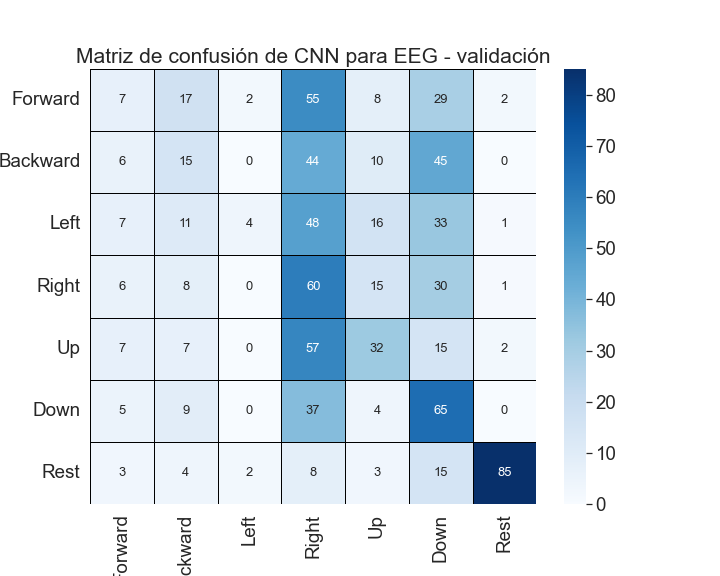 Matriz de confusión de CNN para EEG - validación
Forward 7 17 2 55 8 29 2
Backward 6 15 0 44 10 45 0
Left 7 11 4 48 16 33 1
Right 6 8 0 60 15 30 1
Up 7 7 0 57 32 15 2
Down 5 9 0 37 4 65 0
Rest 3 4 2 8 3 15 85
Forward ckward Left Right Up Down Rest
80
70
60
50
40
30
20
10
0